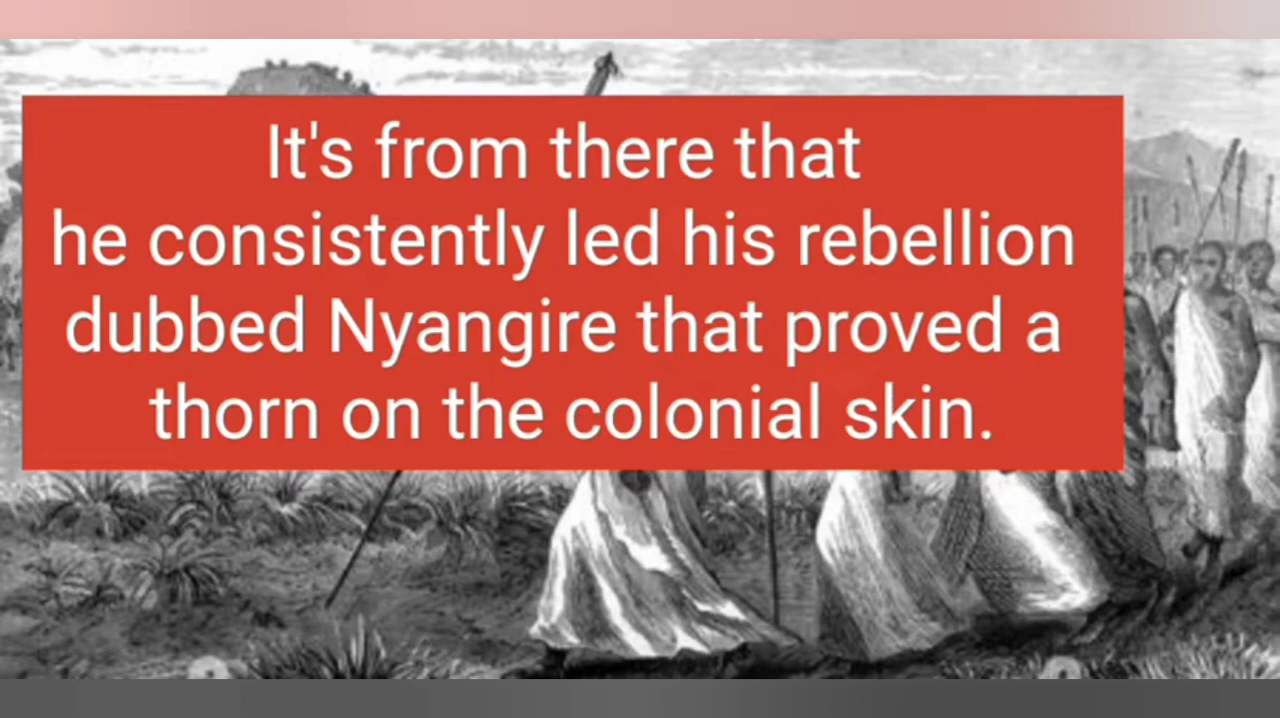 It's from there that
he consistently led his rebellion
dubbed Nyangire that proved a
thorn on the colonial skin.